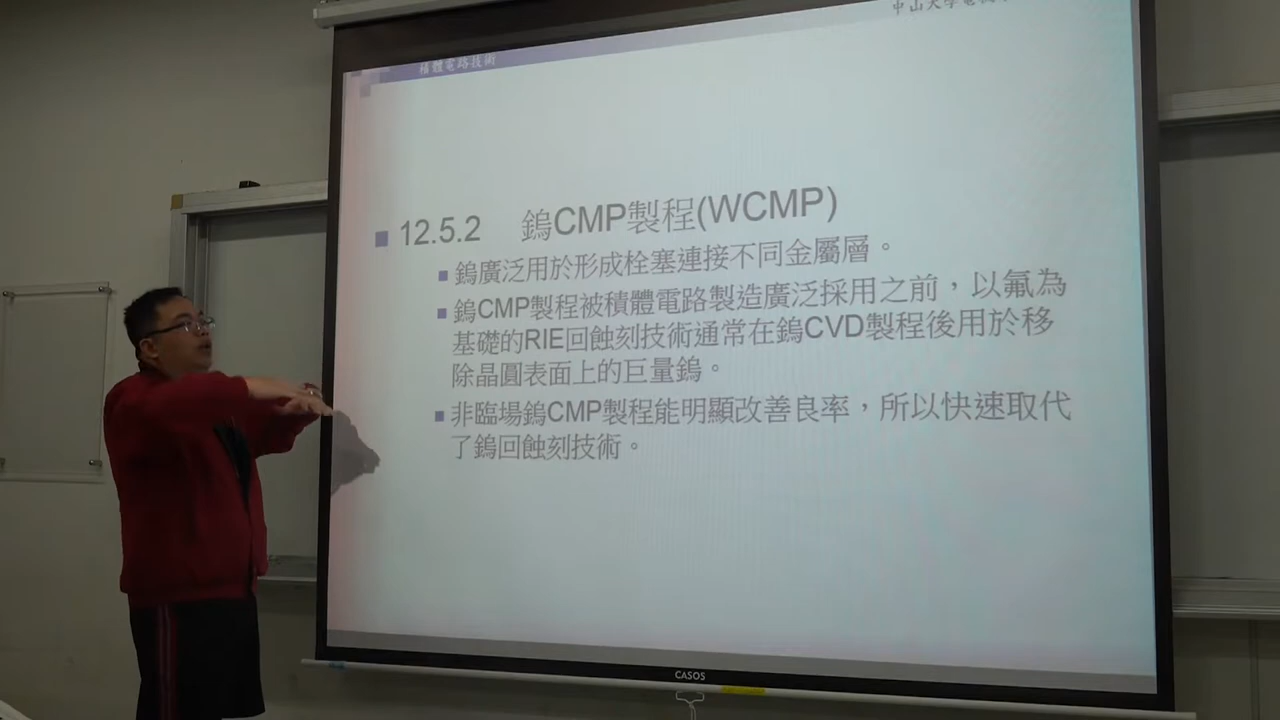 中山大學電機
積體電路技術
12.5.2 鎢CMP製程(WCMP)
鎢廣泛用於形成栓塞連接不同金屬層。
鎢CMP製程被積體電路製造廣泛採用之前，以氟為
基礎的RIE回蝕刻技術通常在鎢CVD製程後用於移
除晶圓表面上的巨量鎢。
非臨場鎢CMP製程能明顯改善良率，所以快速取代
了鎢回蝕刻技術。
CASOS